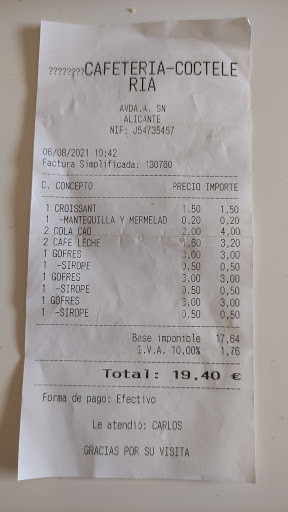 ????????CAFETERIA-COCTELE
RIA
AVDA.A. SN
ALICANTE
NIF: J54735457
06/08/2021 10:42
Factura Simplificada: 130760
C. CONCEPTO PRECIO IMPORTE
1 CROISSANT 1,50 1,50
1 -MANTEQUILLA Y MERMELAD 0,20 0,20
2 COLA CAO 2,00 4,00
2 CAFE LECHE 1,60 3,20
1 GOFRES 3,00 3,00
1 -SIROPE 0,50 0,50
1 GOFRES 3,00 3,00
1 -SIROPE 0,50 0,50
1 GOFRES 3,00 3,00
1 -SIROPE 0,50 0,50
Base imponible 17,64
I.V.A. 10,00% 1,76
Total: 19,40 €
Forma de pago: Efectivo
Le atendió: CARLOS
GRACIAS POR SU VISITA